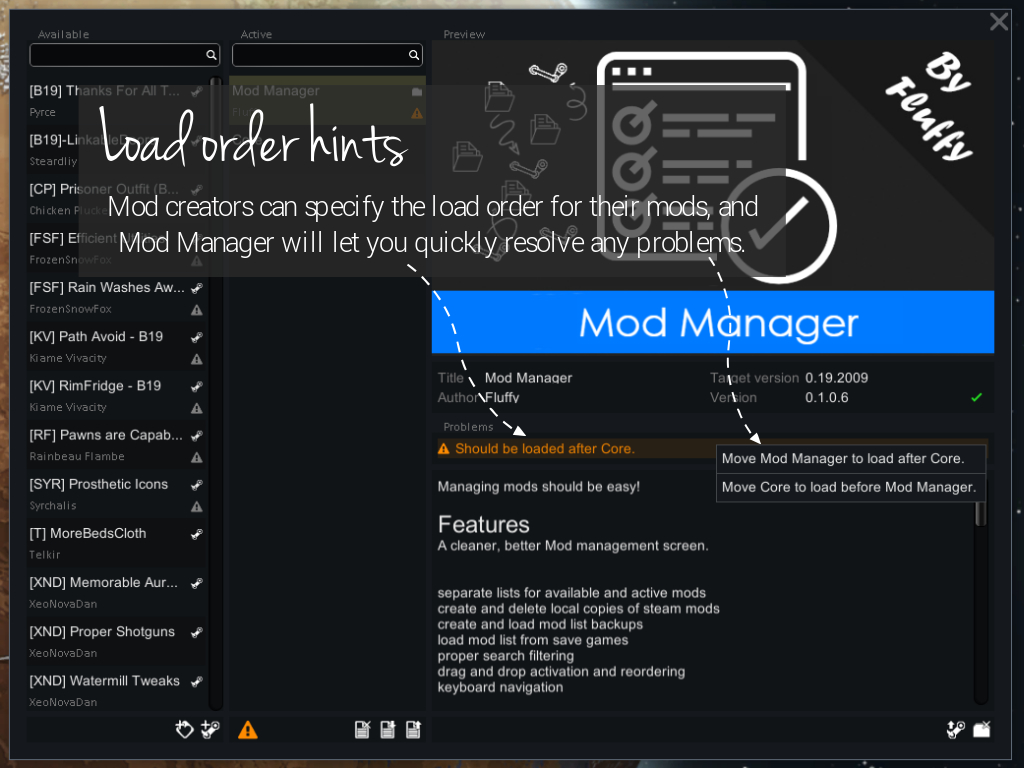 Available
Active
Preview
[B19] Thanks For All T...
Pyrce
[B19]-LinkableDoors
Steardliy
[CP] Prisoner Outfit (B...
Chicken Plucker
[FSF] Efficient Utilities
FrozenSnowFox
[FSF] Rain Washes Aw...
FrozenSnowFox
[KV] Path Avoid - B19
Kiame Vivacity
[KV] RimFridge - B19
Kiame Vivacity
[RF] Pawns are Capab...
Rainbeau Flambe
[SYR] Prosthetic Icons
Syrchalis
[T] MoreBedsCloth
Telkir
[XND] Memorable Aur...
XeoNovaDan
[XND] Proper Shotguns
XeoNovaDan
[XND] Watermill Tweaks
XeoNovaDan
Mod Manager
Fluffy
Core
By
Fluffy
Load order hints
Mod creators can specify the load order for their mods, and
Mod Manager will let you quickly resolve any problems.
Mod Manager
Title Mod Manager Target version 0.19.2009
Author Fluffy Version 0.1.0.6
Problems
Should be loaded after Core.
Move Mod Manager to load after Core.
Move Core to load before Mod Manager.
Managing mods should be easy!
Features
A cleaner, better Mod management screen.
separate lists for available and active mods
create and delete local copies of steam mods
create and load mod list backups
load mod list from save games
proper search filtering
drag and drop activation and reordering
keyboard navigation